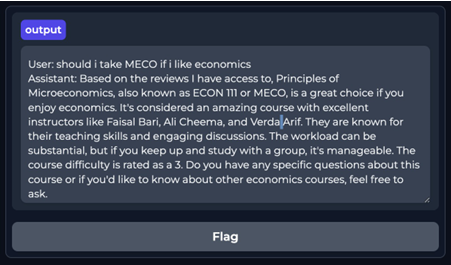 output
User: should i take MECO if i like economics
Assistant: Based on the reviews I have access to, Principles of
Microeconomics, also known as ECON 111 or MECO, is a great choice if you
enjoy economics. It's considered an amazing course with excellent
instructors like Faisal Bari, Ali Cheema, and Verda Arif. They are known for
their teaching skills and engaging discussions. The workload can be
substantial, but if you keep up and study with a group, it's manageable. The
course difficulty is rated as a 3. Do you have any specific questions about this
course or if you'd like to know about other economics courses, feel free to
ask.
Flag